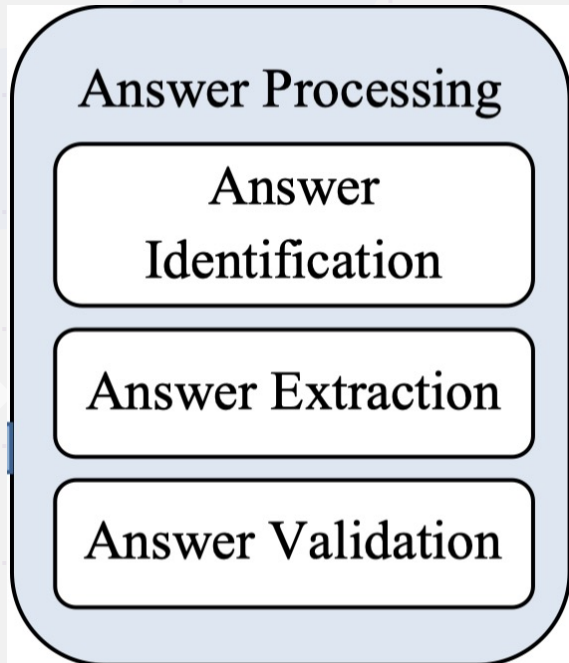 Answer Processing
Answer
Identification
Answer Extraction
Answer Validation